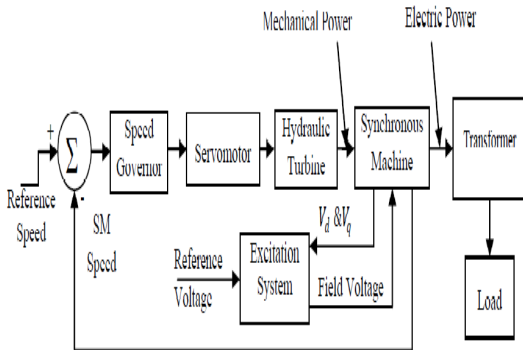 Mechanical Power
Electric Power
+
Σ
-
Speed
Governor
Servomotor
Hydraulic
Turbine
Synchronous
Machine
Transformer
Reference
Speed
SM
Speed
Vd &Vq
Reference
Voltage
Excitation
System
Field Voltage
Load